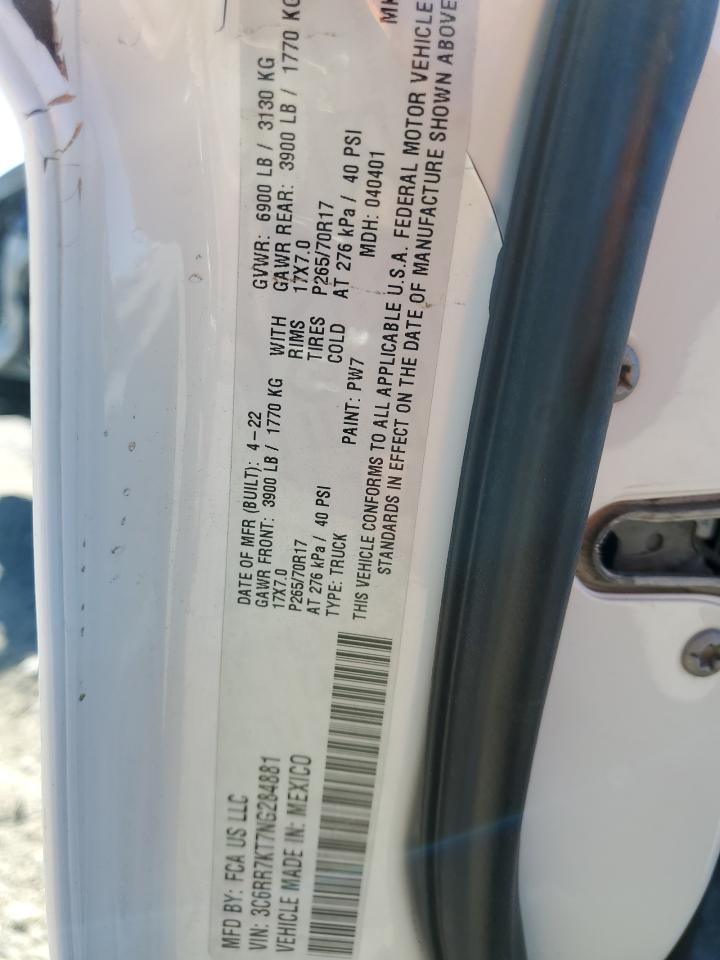 MFD BY: FCA US LLC
VIN: 3C6RR7KT7NG284881
VEHICLE MADE IN: MEXICO
DATE OF MFR (BUILT): 4-22 GVWR: 6900 LB / 3130 KG
GAWR FRONT: 3900 LB / 1770 KG WITH GAWR REAR: 3900 LB / 1770 KG
17X7.0 RIMS 17X7.0
P265/70R17 TIRES P265/70R17
AT 276 kPa / 40 PSI COLD AT 276 kPa / 40 PSI
TYPE: TRUCK PAINT: PW7 MDH: 040401
THIS VEHICLE CONFORMS TO ALL APPLICABLE U.S.A. FEDERAL MOTOR VEHICLE
STANDARDS IN EFFECT ON THE DATE OF MANUFACTURE SHOWN ABOVE